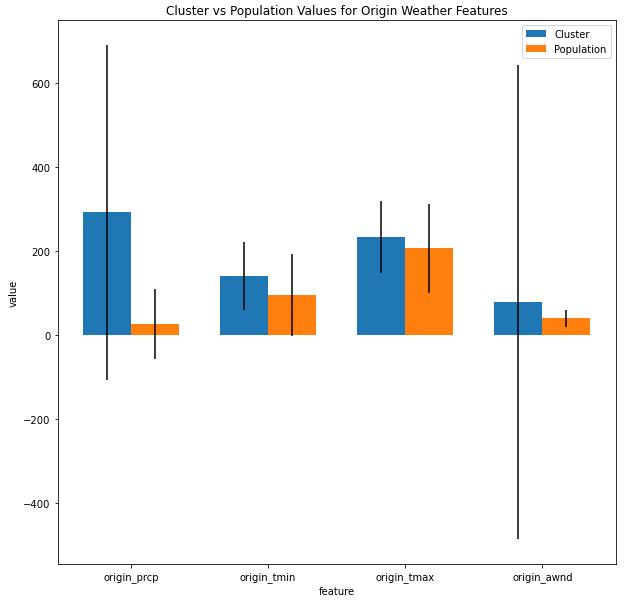 Cluster vs Population Values for Origin Weather Features
Cluster
Population
600
400
200
0
−200
−400
value
origin_prcp
origin_tmin
origin_tmax
origin_awnd
feature